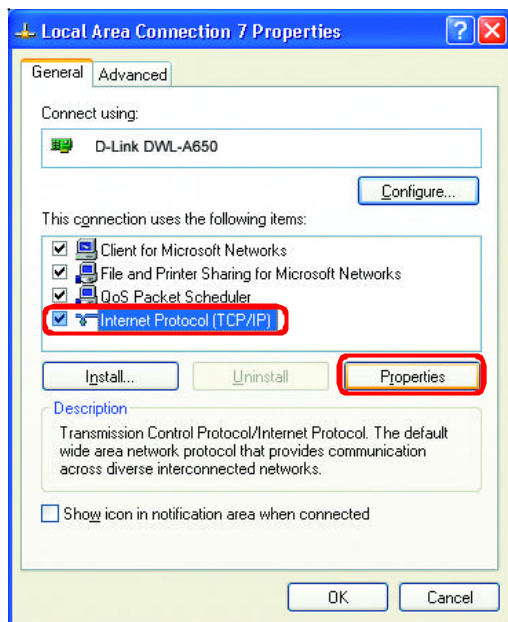 Local Area Connection 7 Properties
General Advanced
Connect using:
D-Link DWL-A650
Configure...
This connection uses the following items:
Client for Microsoft Networks
File and Printer Sharing for Microsoft Networks
QoS Packet Scheduler
Internet Protocol (TCP/IP)
Install... Uninstall Properties
Description
Transmission Control Protocol/Internet Protocol. The default
wide area network protocol that provides communication
across diverse interconnected networks.
Show icon in notification area when connected
OK Cancel